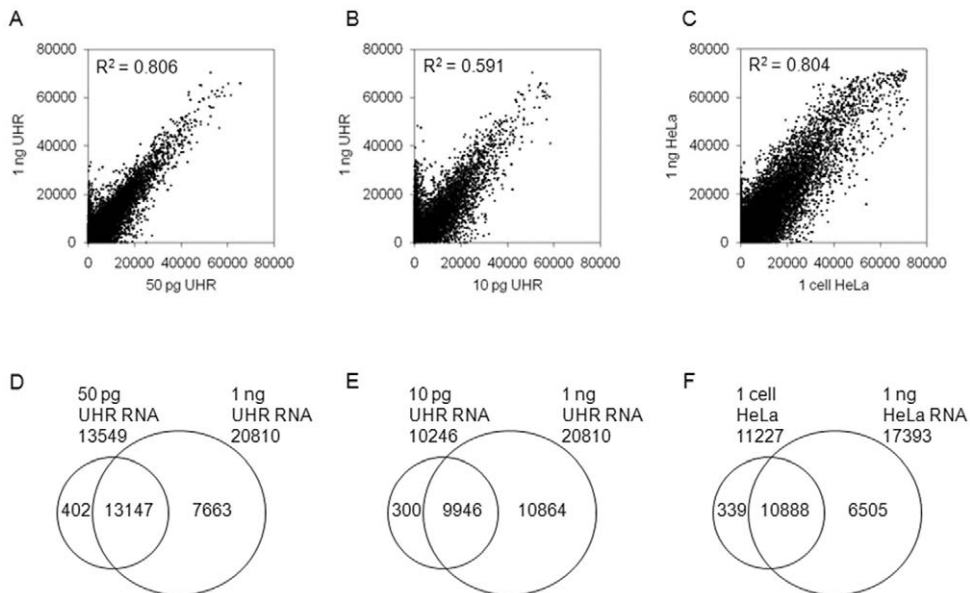 A
R² = 0.806
80000
60000
40000
20000
0
1 ng UHR
0 20000 40000 60000 80000
50 pg UHR
B
R² = 0.591
80000
60000
40000
20000
0
1 ng UHR
0 20000 40000 60000 80000
10 pg UHR
C
R² = 0.804
80000
60000
40000
20000
0
1 ng HeLa
0 20000 40000 60000 80000
1 cell HeLa
D
50 pg
UHR RNA
13549
1 ng
UHR RNA
20810
402 13147 7663
E
10 pg
UHR RNA
10246
1 ng
UHR RNA
20810
300 9946 10864
F
1 cell
HeLa
11227
1 ng
HeLa RNA
17393
339 10888 6505